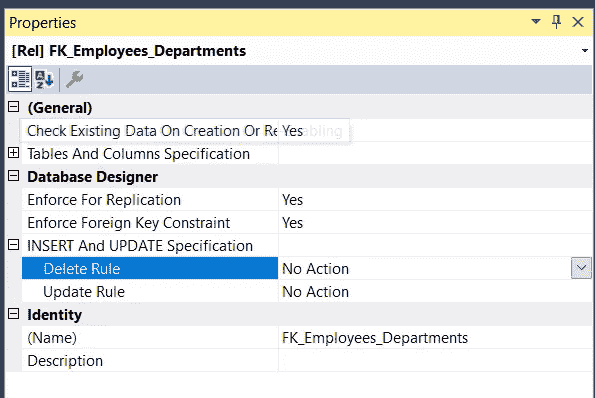 Properties
[Rel] FK_Employees_Departments
(General)
Check Existing Data On Creation Or Re Yes
Tables And Columns Specification
Database Designer
Enforce For Replication Yes
Enforce Foreign Key Constraint Yes
INSERT And UPDATE Specification
Delete Rule No Action
Update Rule No Action
Identity
(Name) FK_Employees_Departments
Description